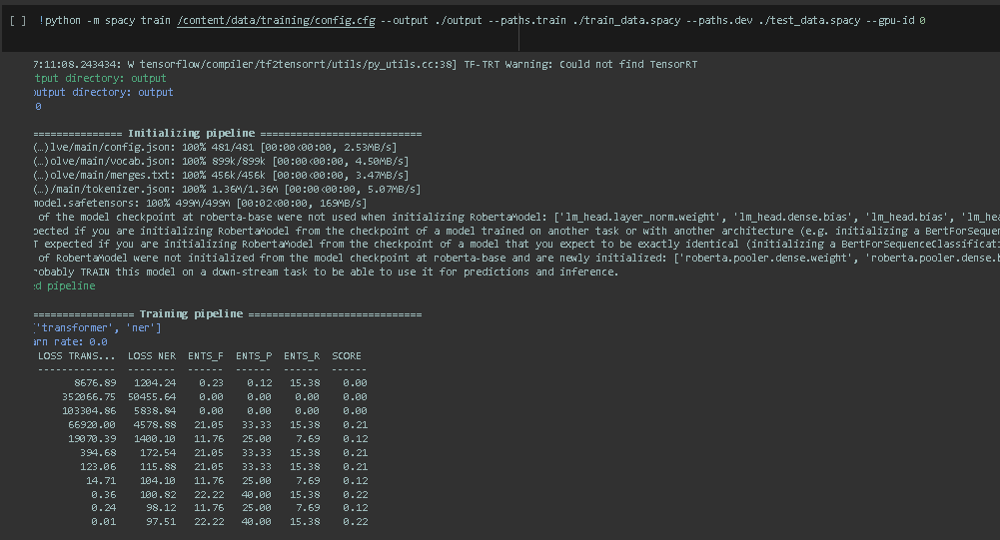 [ ] !python -m spacy train /content/data/training/config.cfg --output ./output --paths.train ./train_data.spacy --paths.dev ./test_data.spacy --gpu-id 0
7:11:08.243434: W tensorflow/compiler/tf2tensorrt/utils/py_utils.cc:38] TF-TRT Warning: Could not find TensorRT
tput directory: output
output directory: output
0
=============== Initializing pipeline ===========================
(…)lve/main/config.json: 100% 481/481 [00:00<00:00, 2.53MB/s]
(…)olve/main/vocab.json: 100% 899k/899k [00:00<00:00, 4.50MB/s]
(…)olve/main/merges.txt: 100% 456k/456k [00:00<00:00, 3.47MB/s]
(…)/main/tokenizer.json: 100% 1.36M/1.36M [00:00<00:00, 5.07MB/s]
model.safetensors: 100% 499M/499M [00:02<00:00, 169MB/s]
of the model checkpoint at roberta-base were not used when initializing RobertaModel: ['lm_head.layer_norm.weight', 'lm_head.dense.bias', 'lm_head.bias', 'lm_hea
pected if you are initializing RobertaModel from the checkpoint of a model trained on another task or with another architecture (e.g. initializing a BertForSequen
T expected if you are initializing RobertaModel from the checkpoint of a model that you expect to be exactly identical (initializing a BertForSequenceClassificati
of RobertaModel were not initialized from the model checkpoint at roberta-base and are newly initialized: ['roberta.pooler.dense.weight', 'roberta.pooler.dense.b
robably TRAIN this model on a down-stream task to be able to use it for predictions and inference.
ed pipeline
================= Training pipeline =============================
['transformer', 'ner']
arn rate: 0.0
LOSS TRANS... LOSS NER ENTS_F ENTS_P ENTS_R SCORE
------------- -------- ------ ------ ------ ------
8676.89 1204.24 0.23 0.12 15.38 0.00
352066.75 50455.64 0.00 0.00 0.00 0.00
103304.86 5838.84 0.00 0.00 0.00 0.00
66920.00 4578.88 21.05 33.33 15.38 0.21
19070.39 1400.10 11.76 25.00 7.69 0.12
394.68 172.54 21.05 33.33 15.38 0.21
123.06 115.88 21.05 33.33 15.38 0.21
14.71 104.10 11.76 25.00 7.69 0.12
0.36 100.82 22.22 40.00 15.38 0.22
0.24 98.12 11.76 25.00 7.69 0.12
0.01 97.51 22.22 40.00 15.38 0.22